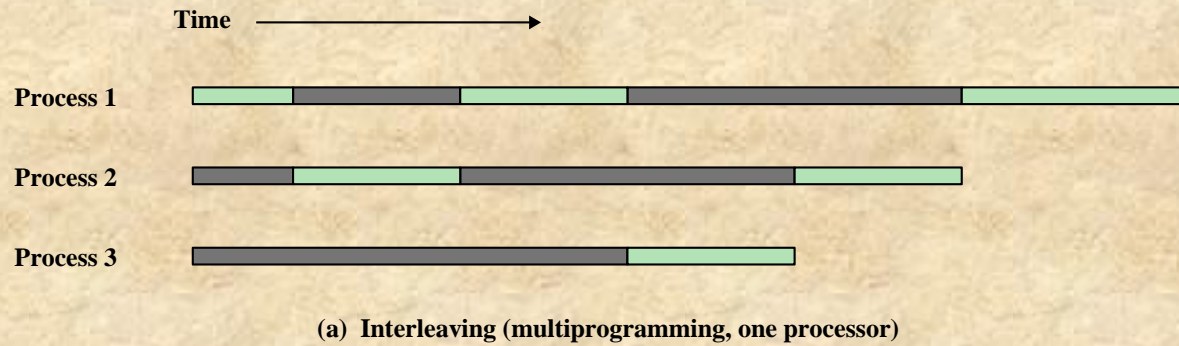 Time
Process 1
Process 2
Process 3
(a) Interleaving (multiprogramming, one processor)